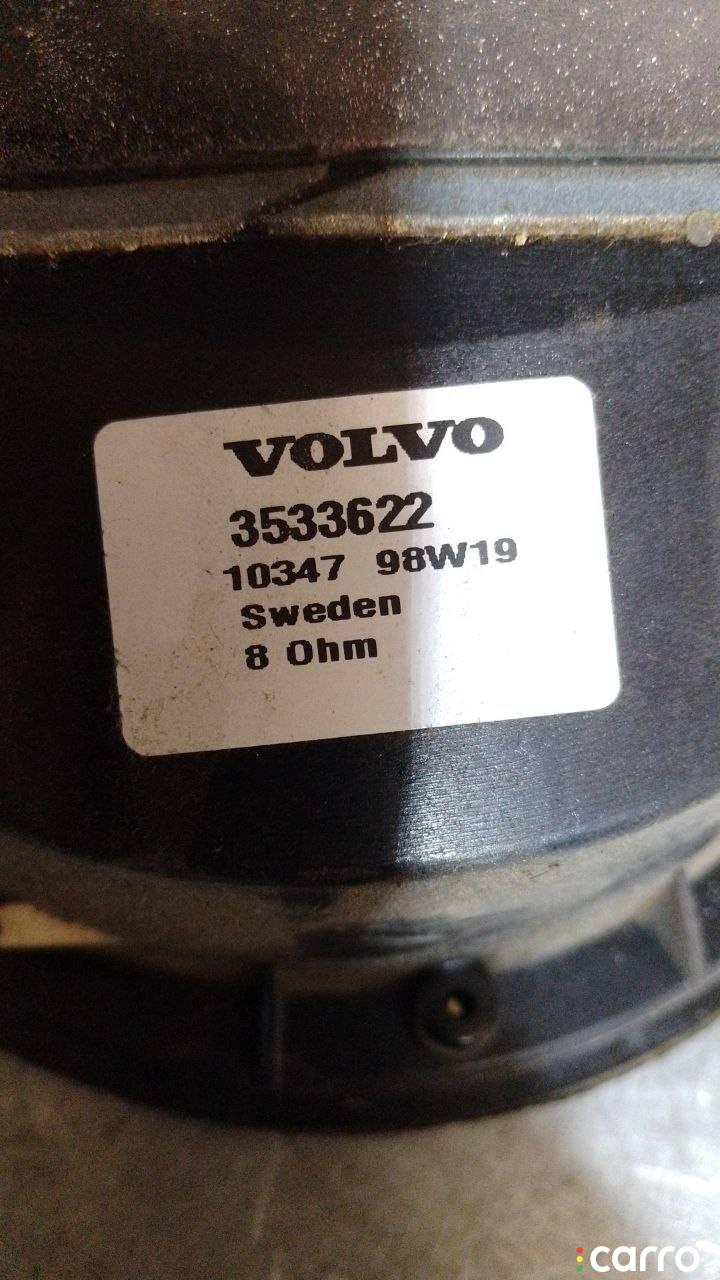 VOLVO
3533622
10347 98W19
Sweden
8 Ohm
carro